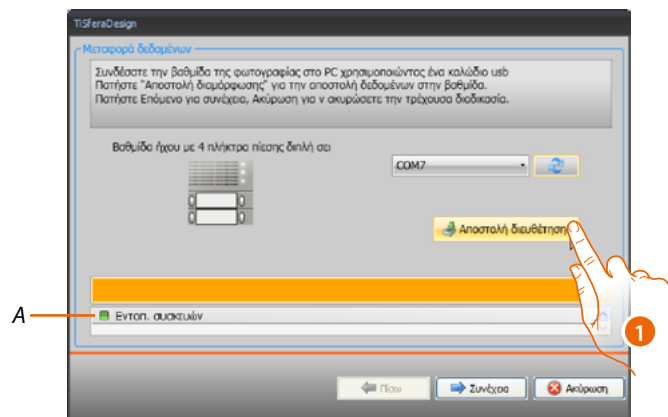 TiSferaDesign
Μεταφορά δεδομένων
Συνδέσατε την βαθμίδα της φωτογραφίας στο PC χρησιμοποιώντας ένα καλώδιο usb
Πατήστε "Αποστολή διαμόρφωσης" για την αποστολή δεδομένων στην βαθμίδα.
Πατήστε Επόμενο για συνέχεια, Ακύρωση για ν ακυρώσετε την τρέχουσα διαδικασία.
Βαθμίδα ήχου με 4 πλήκτρα πίεσης διπλή σει
COM7
Αποστολή διευθέτηση
A
Εντοπ. συσκευών
1
Πίσω
Συνέχεια
Ακύρωση